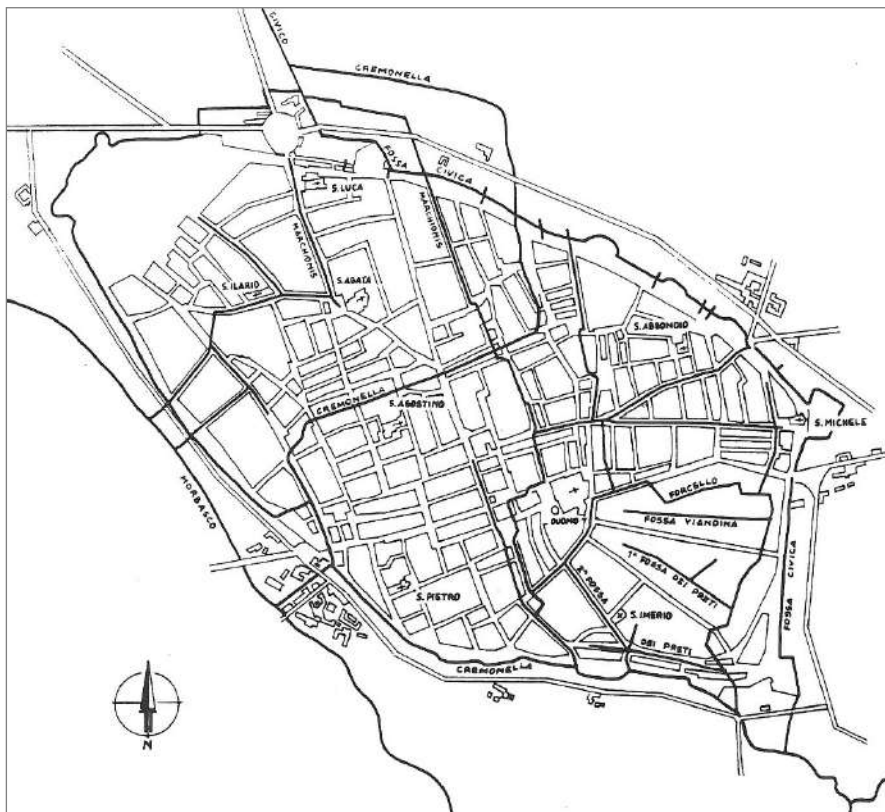 CIVICO
CREMONELLA
FOSSA
CIVICA
S. LUCA
MARCHIONIS
MARCHIONIS
S. ILARIO
S. AGATA
S. ABBONDIO
CREMONELLA
S. AGOSTINO
S. MICHELE
MORBASCO
FORCELLO
DUOMO
FOSSA VIANDINA
1ª FOSSA DEI PRETI
2ª FOSSA
DEI PRETI
S. IMERIO
FOSSA CIVICA
S. PIETRO
CREMONELLA
N